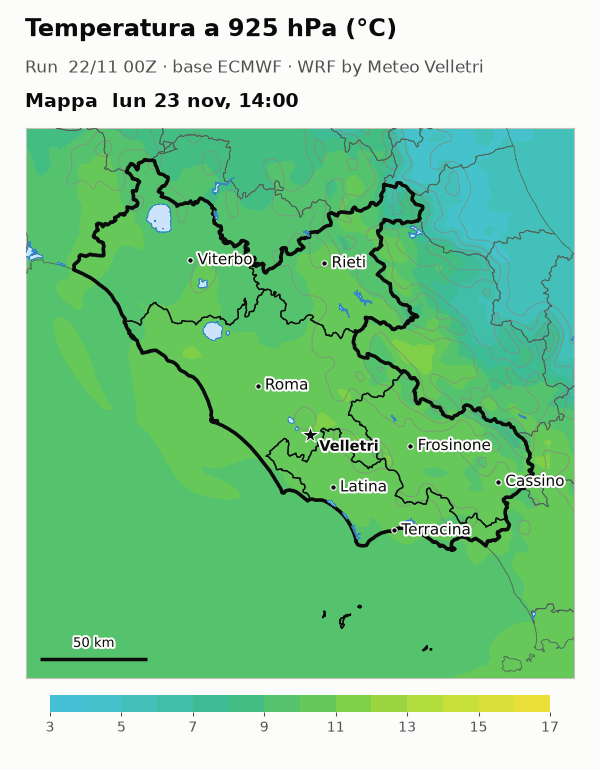 Temperatura a 925 hPa (°C)
Run  22/11 00Z · base ECMWF · WRF by Meteo Velletri
Mappa  lun 23 nov, 14:00
Viterbo
Rieti
Roma
Velletri
Frosinone
Latina
Cassino
Terracina
50 km
3 5 7 9 11 13 15 17